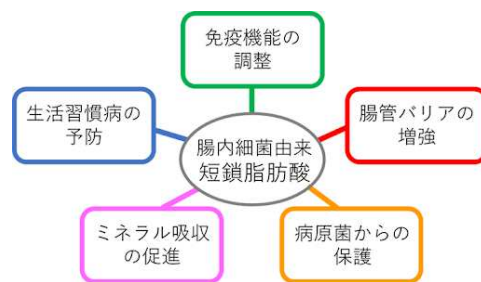 免疫機能の
調整
生活習慣病の
予防
腸管バリアの
増強
腸内細菌由来
短鎖脂肪酸
ミネラル吸収
の促進
病原菌からの
保護